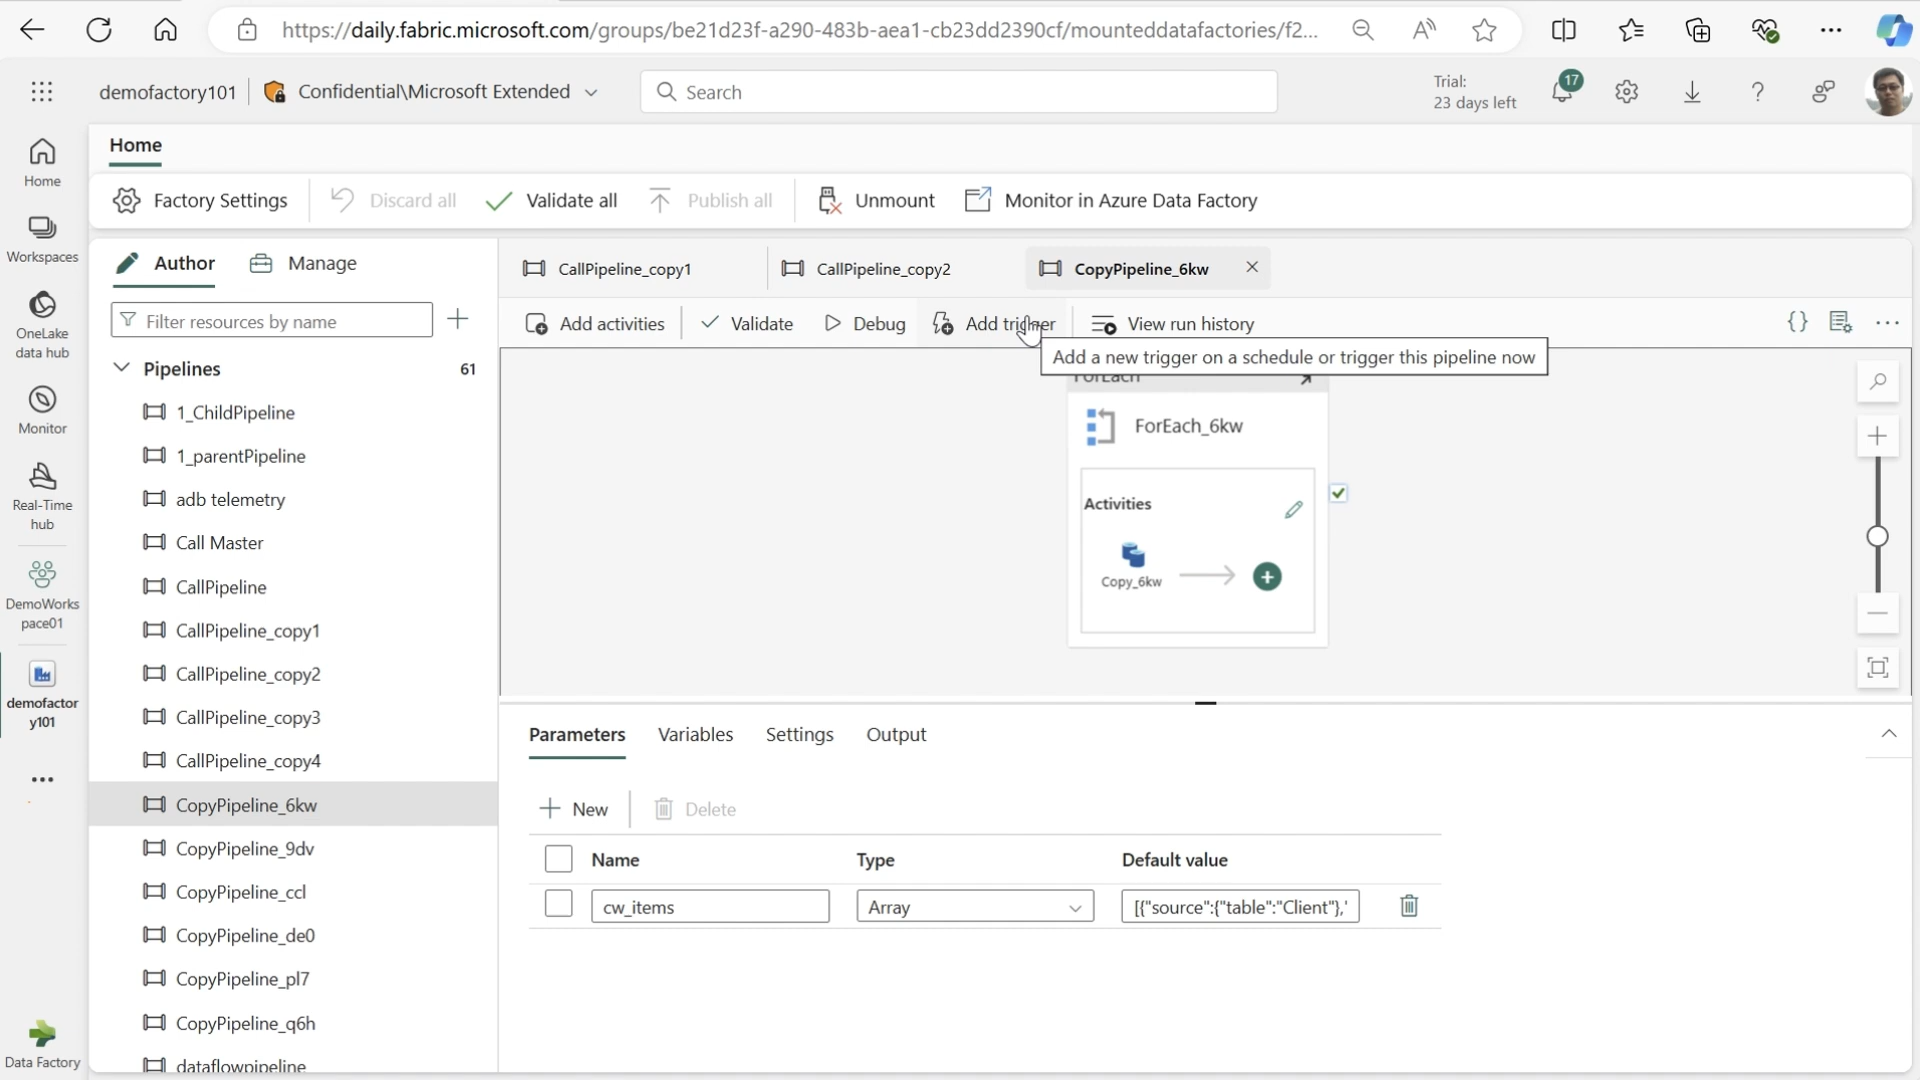 https://daily.fabric.microsoft.com/groups/be21d23f-a290-483b-aea1-cb23dd2390cf/mounteddatafactories/f2...
demofactory101
Confidential\Microsoft Extended
Search
Trial:
23 days left
17
Home
Home
Workspaces
OneLake
data hub
Monitor
Real-Time
hub
DemoWorks
pace01
demofactor
y101
Data Factory
Factory Settings
Discard all
Validate all
Publish all
Unmount
Monitor in Azure Data Factory
Author
Manage
Filter resources by name
Pipelines
61
1_ChildPipeline
1_parentPipeline
adb telemetry
Call Master
CallPipeline
CallPipeline_copy1
CallPipeline_copy2
CallPipeline_copy3
CallPipeline_copy4
CopyPipeline_6kw
CopyPipeline_9dv
CopyPipeline_ccl
CopyPipeline_de0
CopyPipeline_pl7
CopyPipeline_q6h
dataflowpipeline
CallPipeline_copy1
CallPipeline_copy2
CopyPipeline_6kw
Add activities
Validate
Debug
Add trigger
View run history
Add a new trigger on a schedule or trigger this pipeline now
ForEach
ForEach_6kw
Activities
Copy_6kw
Parameters
Variables
Settings
Output
New
Delete
Name
Type
Default value
cw_items
Array
[{"source":{"table":"Client"},'